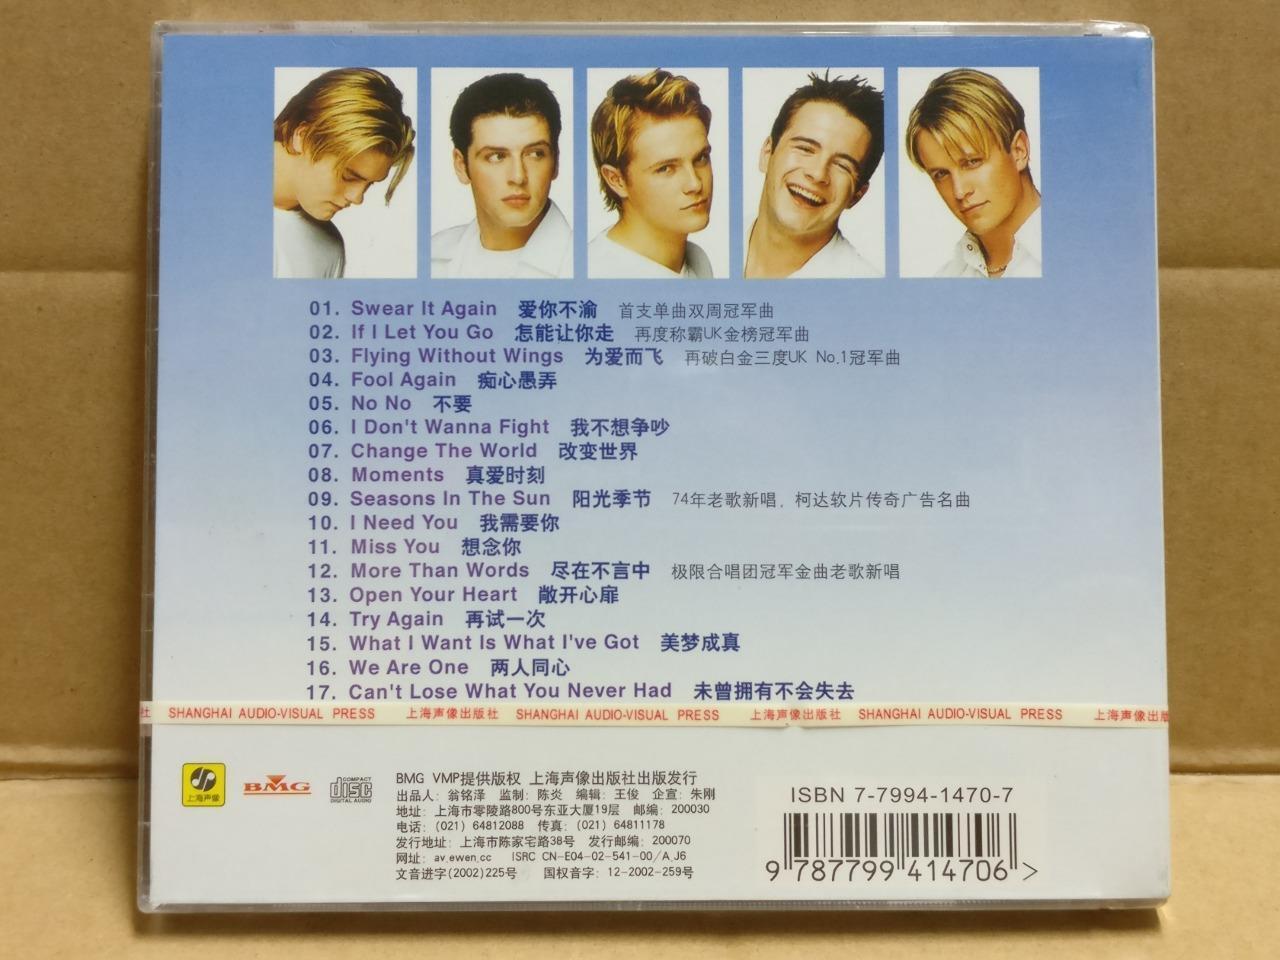 01. Swear It Again 爱你不渝 首支单曲双周冠军曲
02. If I Let You Go 怎能让你走 再度称霸UK金榜冠军曲
03. Flying Without Wings 为爱而飞 再破白金三度UK No.1冠军曲
04. Fool Again 痴心愚弄
05. No No 不要
06. I Don't Wanna Fight 我不想争吵
07. Change The World 改变世界
08. Moments 真爱时刻
09. Seasons In The Sun 阳光季节 74年老歌新唱，柯达软片传奇广告名曲
10. I Need You 我需要你
11. Miss You 想念你
12. More Than Words 尽在不言中 极限合唱团冠军金曲老歌新唱
13. Open Your Heart 敞开心扉
14. Try Again 再试一次
15. What I Want Is What I've Got 美梦成真
16. We Are One 两人同心
17. Can't Lose What You Never Had 未曾拥有不会失去
社 SHANGHAI AUDIO-VISUAL PRESS 上海声像出版社 SHANGHAI AUDIO-VISUAL PRESS 上海声像出版社 SHANGHAI AUDIO-VISUAL PRESS 上海声像出版
上海声像
BMG
COMPACT
disc
DIGITAL AUDIO
BMG VMP提供版权 上海声像出版社出版发行
出品人：翁铭泽 监制：陈炎 编辑：王俊 企宣：朱刚
地址：上海市零陵路800号东亚大厦19层 邮编：200030
电话：(021) 64812088 传真：(021) 64811178
发行地址：上海市陈家宅路38号 发行邮编：200070
网址：av.ewen.cc ISRC CN-E04-02-541-00/A.J6
文音进字(2002)225号 国权音字：12-2002-259号
ISBN 7-7994-1470-7
9 787799 414706 >